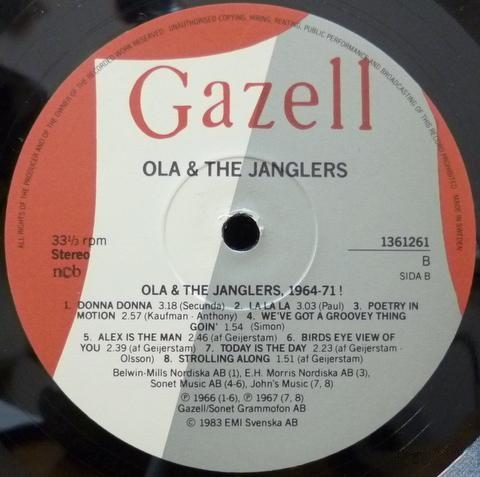 ALL RIGHTS OF THE PRODUCER AND OF THE OWNER OF THE RECORDED WORK RESERVED. UNAUTHORISED COPYING, HIRING, RENTING, PUBLIC PERFORMANCE AND BROADCASTING OF THIS RECORD PROHIBITED. MADE IN SWEDEN
Gazell
OLA & THE JANGLERS
33⅓ rpm
Stereo
ncb
1361261
B
SIDA B
OLA & THE JANGLERS, 1964-71 !
1. DONNA DONNA 3.18 (Secunda) 2. LA LA LA 3.03 (Paul) 3. POETRY IN
MOTION 2.57 (Kaufman - Anthony) 4. WE'VE GOT A GROOVEY THING
GOIN' 1.54 (Simon)
5. ALEX IS THE MAN 2.46 (af Geijerstam) 6. BIRDS EYE VIEW OF
YOU 2.39 (af Geijerstam) 7. TODAY IS THE DAY 2.23 (af Geijerstam -
Olsson) 8. STROLLING ALONG 1.51 (af Geijerstam)
Belwin-Mills Nordiska AB (1), E.H. Morris Nordiska AB (3),
Sonet Music AB (4-6), John's Music (7, 8)
℗ 1966 (1-6), ℗ 1967 (7, 8)
Gazell/Sonet Grammofon AB
© 1983 EMI Svenska AB